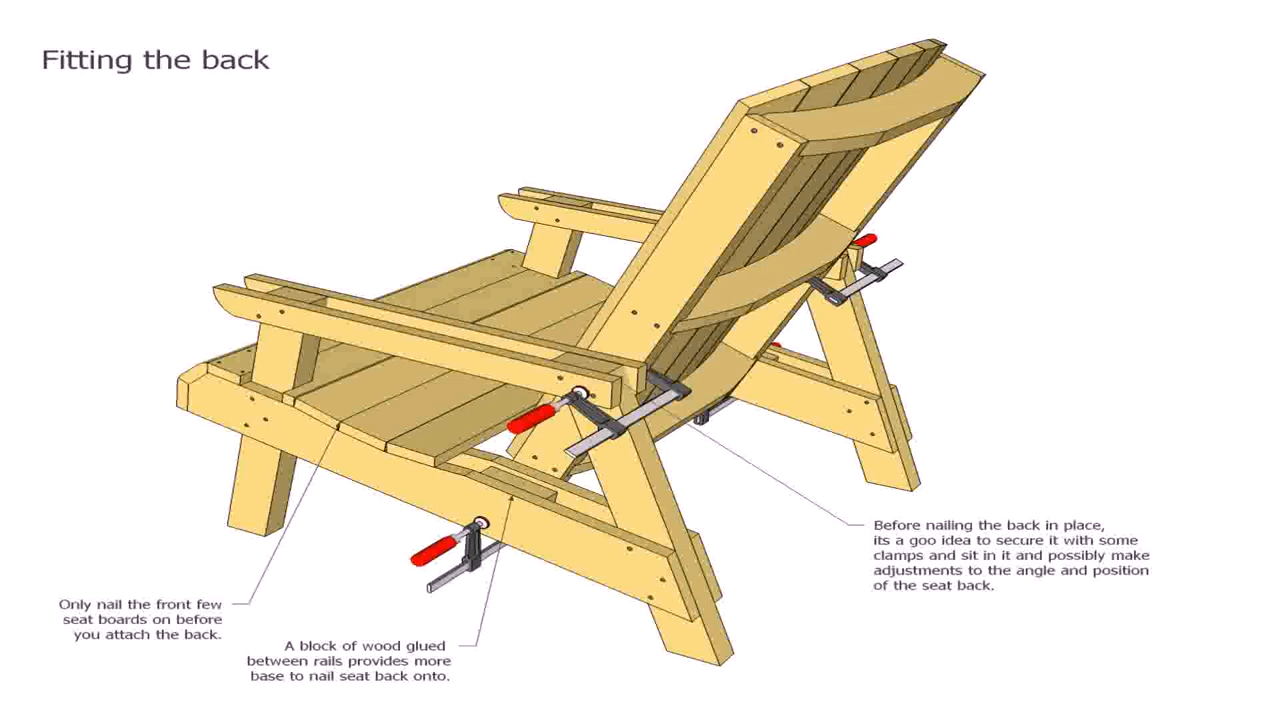 Fitting the back
Before nailing the back in place,
its a goo idea to secure it with some
clamps and sit in it and possibly make
adjustments to the angle and position
of the seat back.
Only nail the front few
seat boards on before
you attach the back.
A block of wood glued
between rails provides more
base to nail seat back onto.